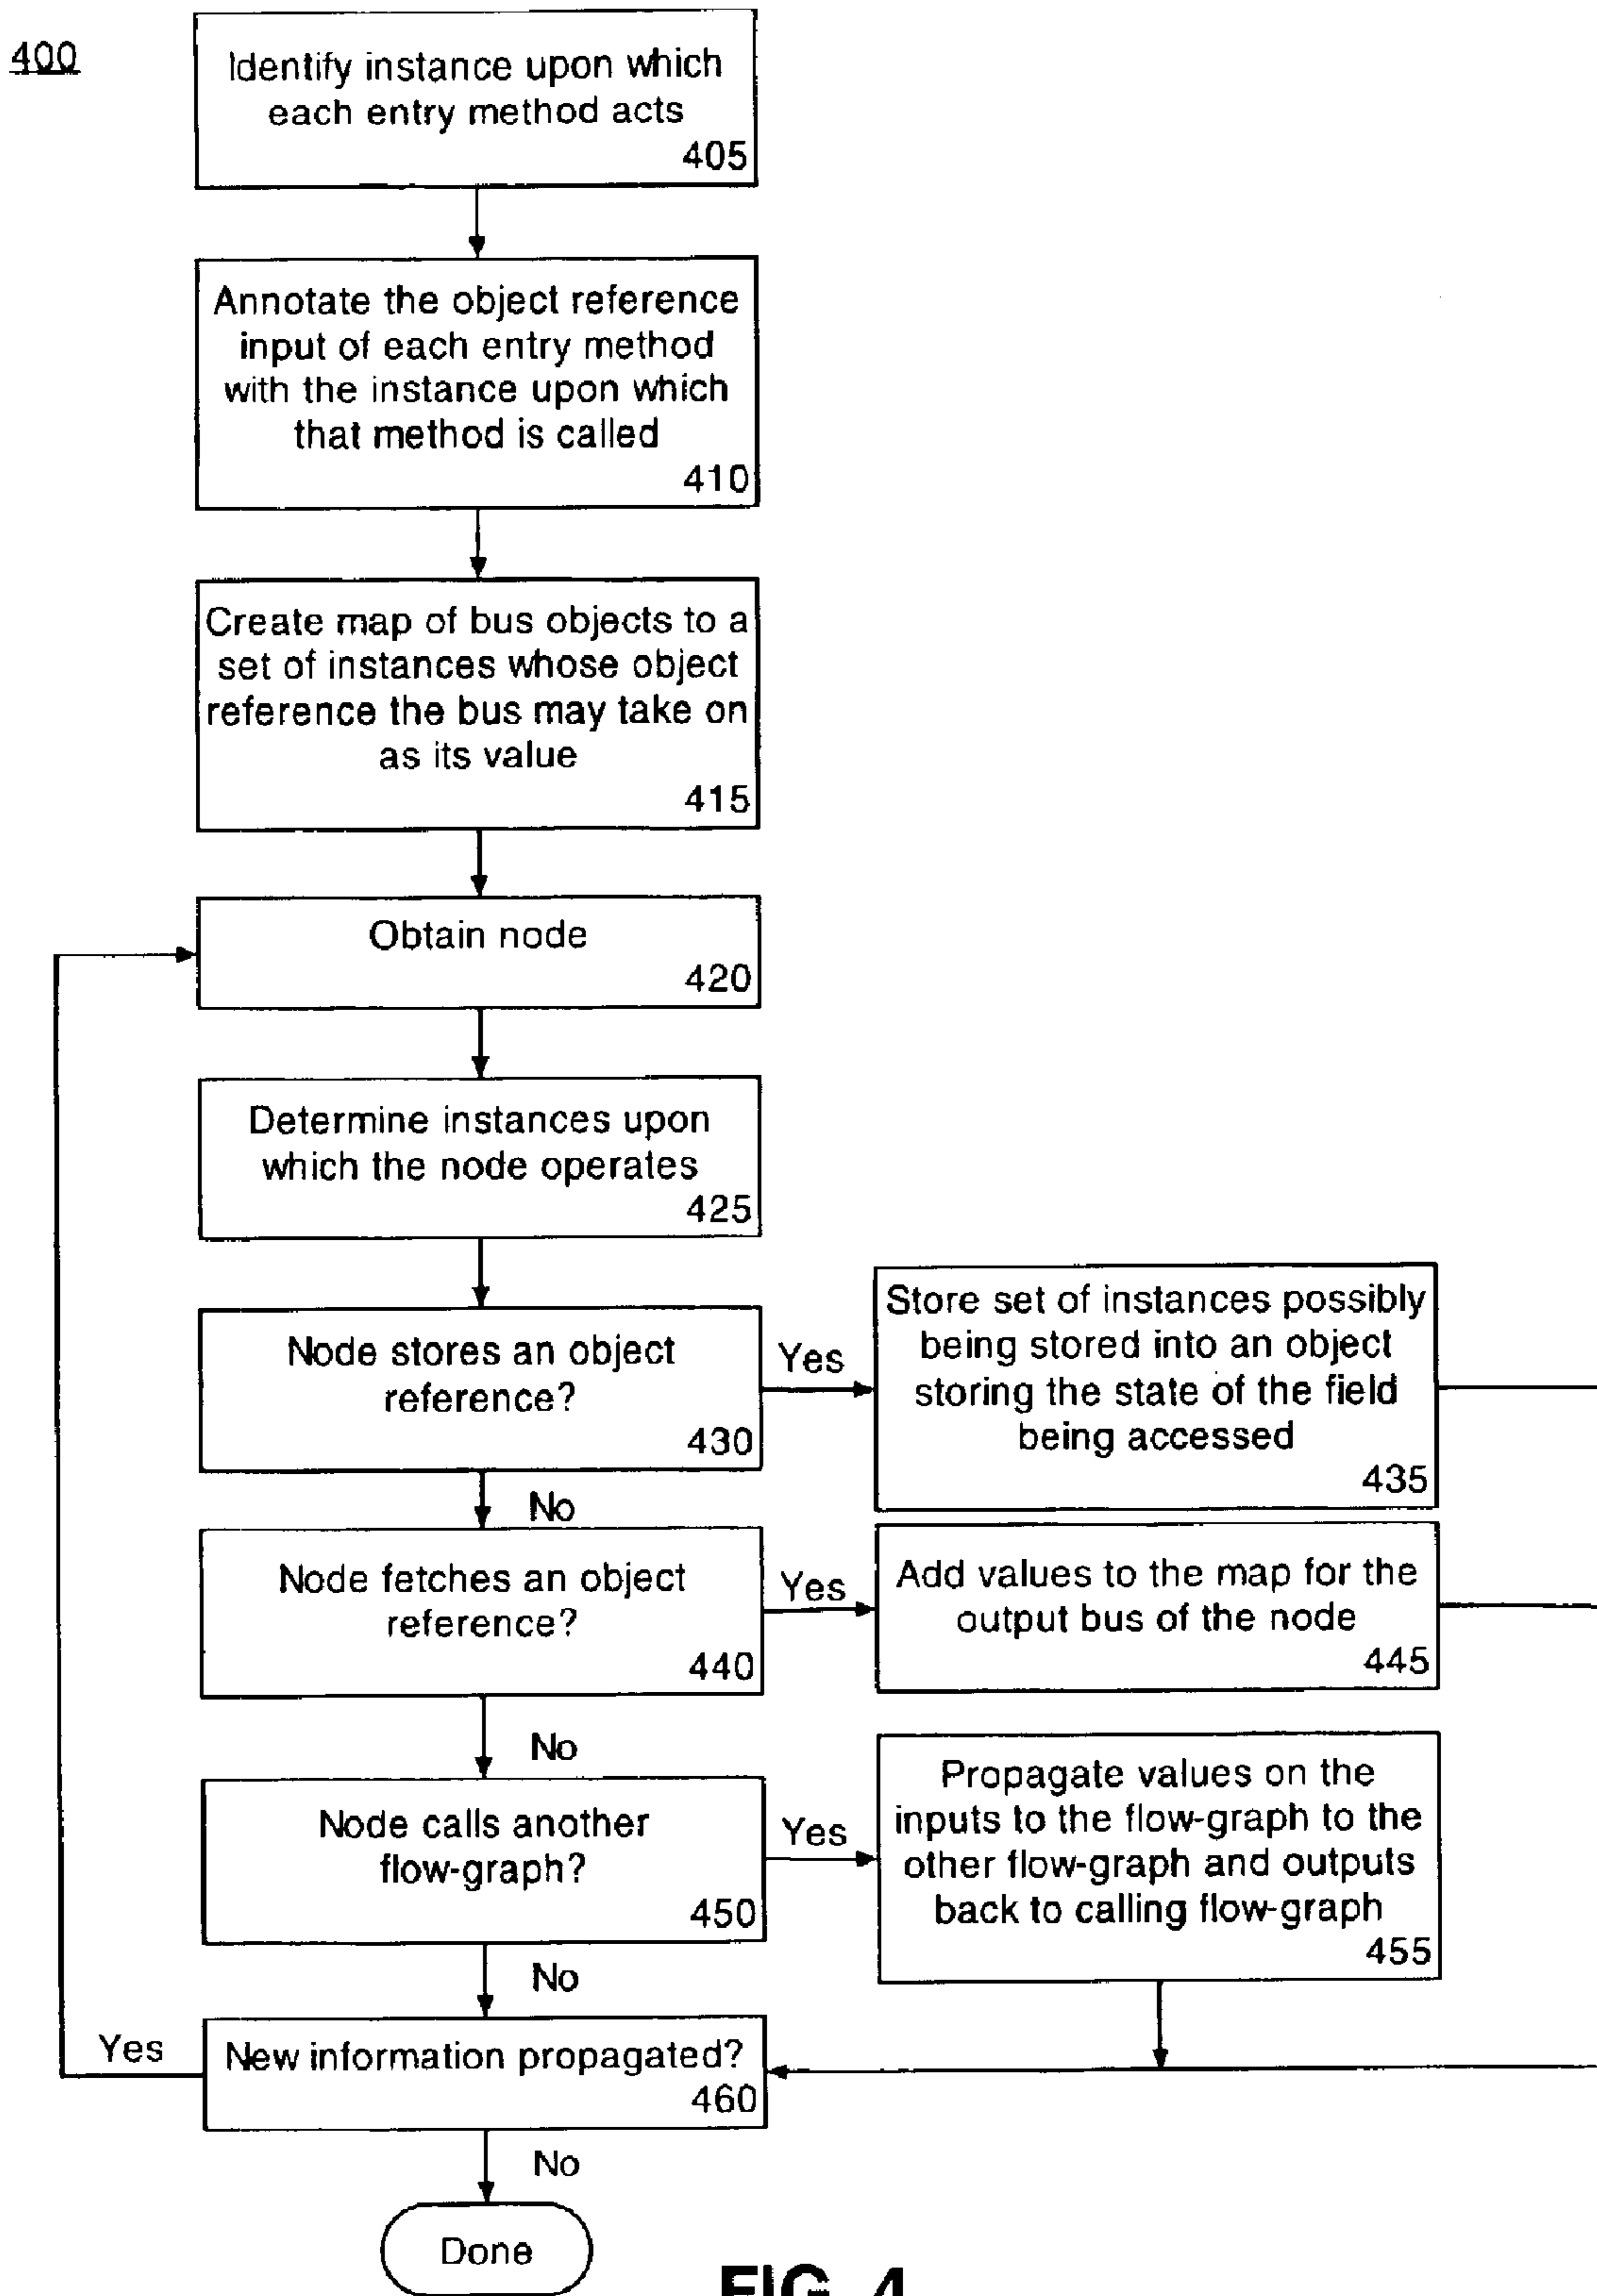 400
Identify instance upon which
each entry method acts
405
Annotate the object reference
input of each entry method
with the instance upon which
that method is called
410
Create map of bus objects to a
set of instances whose object
reference the bus may take on
as its value
415
Obtain node
420
Determine instances upon
which the node operates
425
Node stores an object
reference?
430
Yes
Store set of instances possibly
being stored into an object
storing the state of the field
being accessed
435
No
Node fetches an object
reference?
440
Yes
Add values to the map for the
output bus of the node
445
No
Node calls another
flow-graph?
450
Yes
Propagate values on the
inputs to the flow-graph to the
other flow-graph and outputs
back to calling flow-graph
455
No
Yes
New information propagated?
460
No
Done
FIG. 4